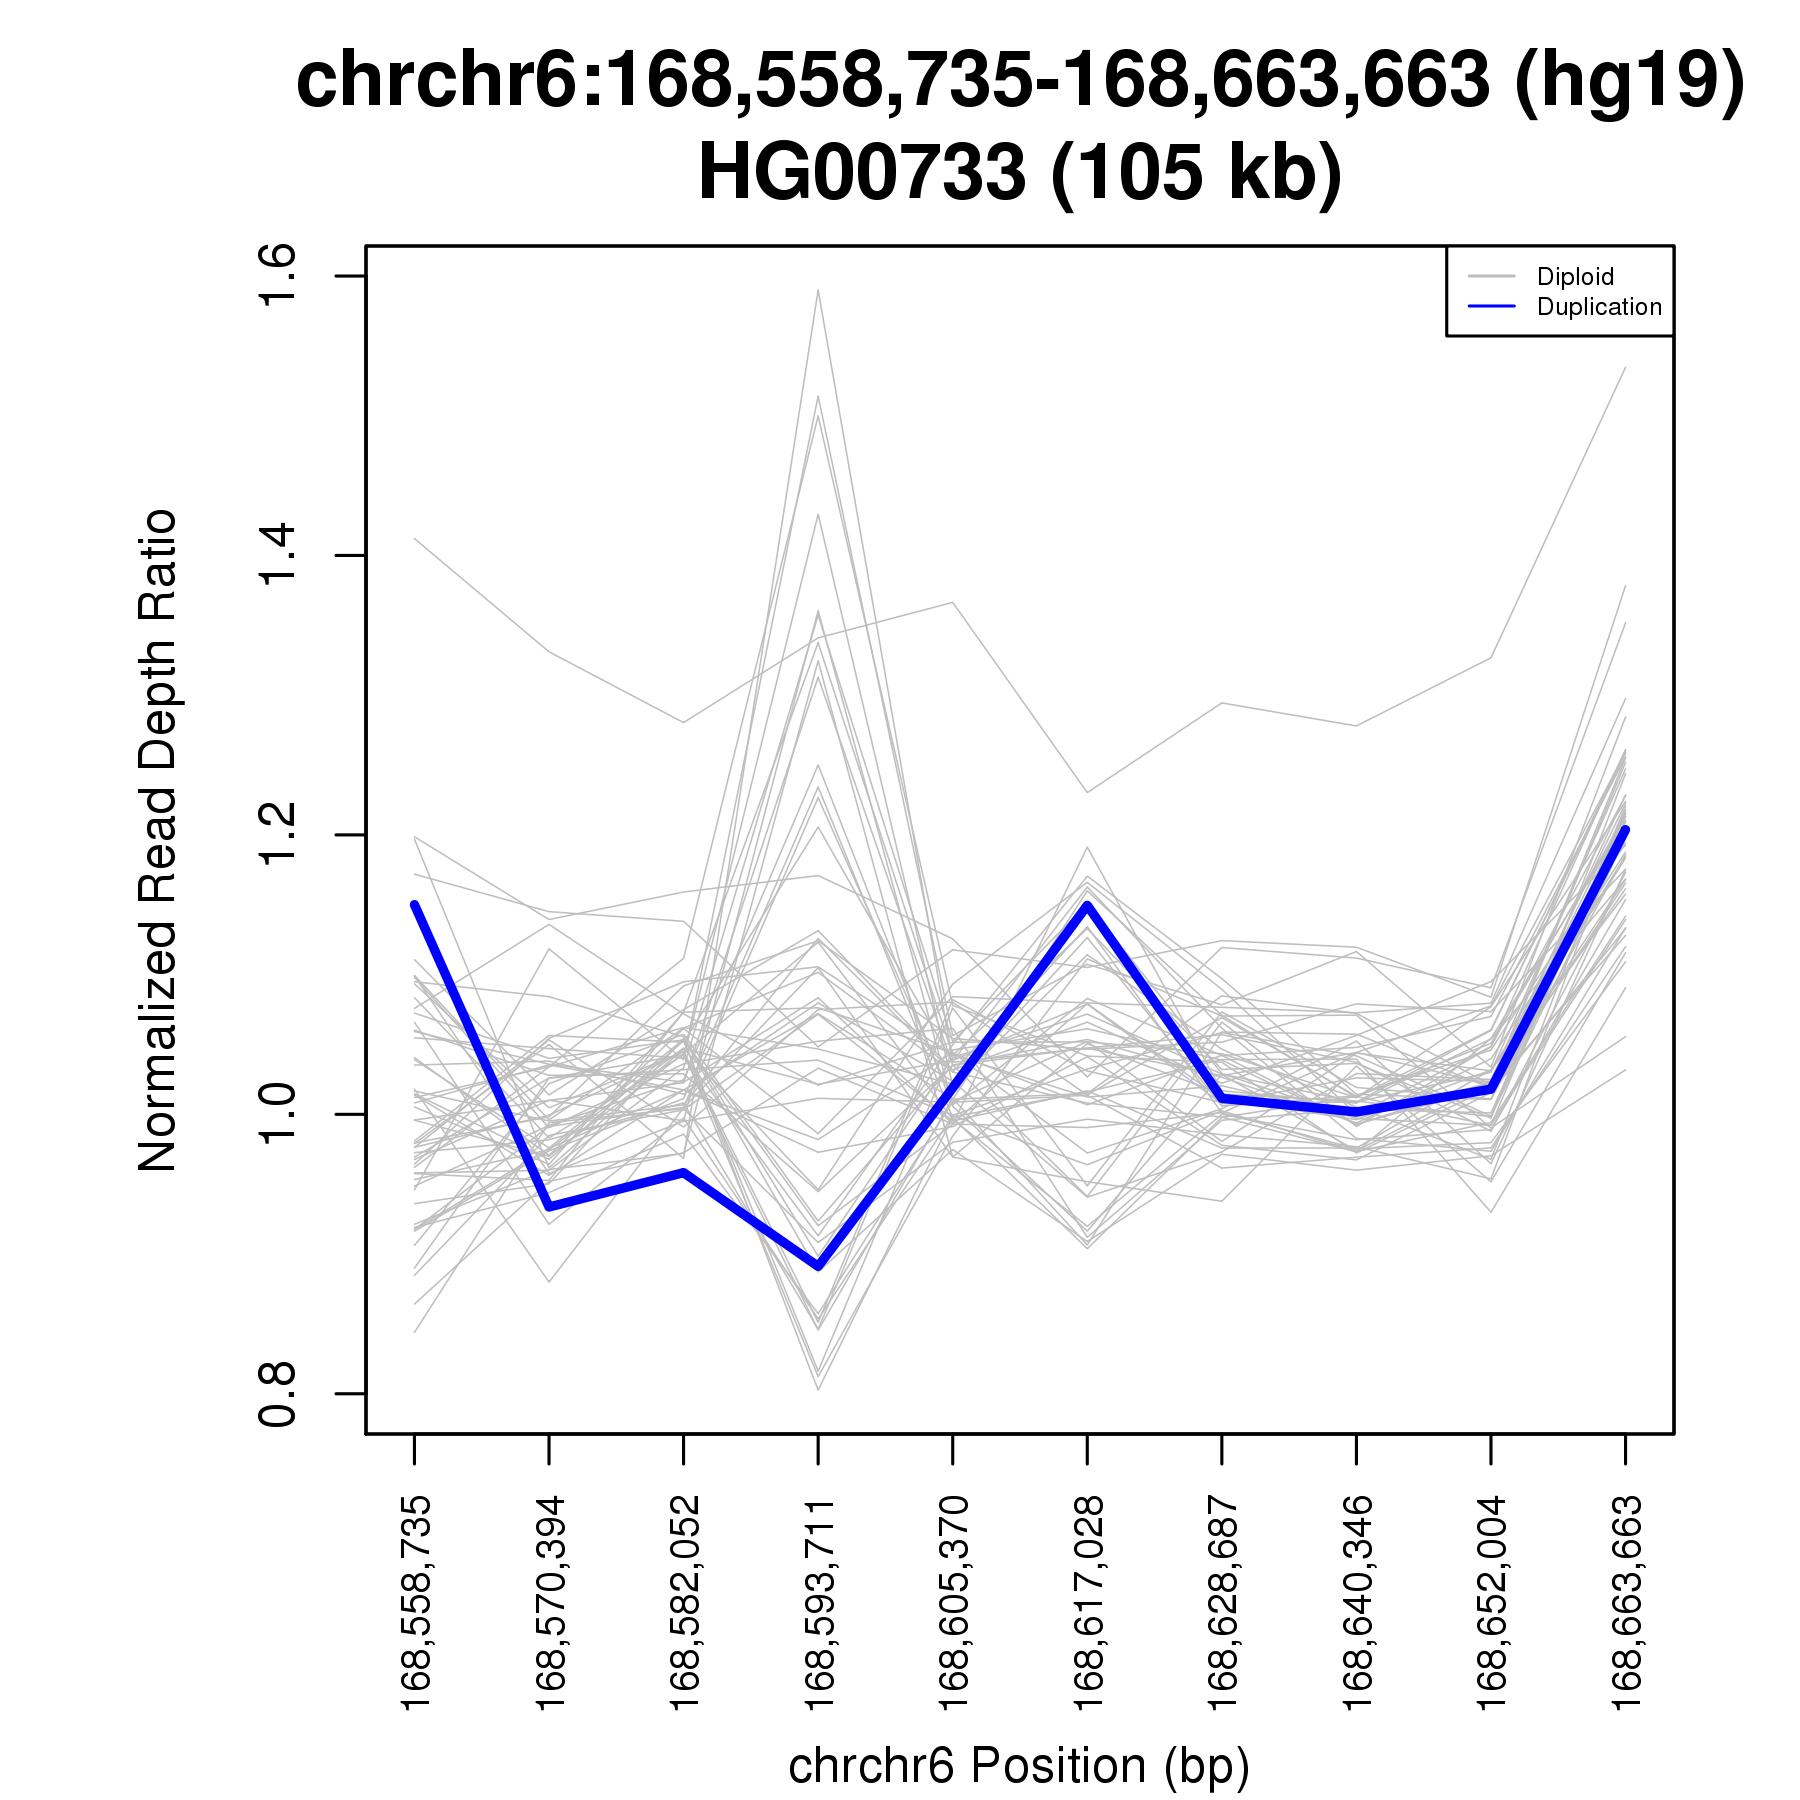 chrchr6:168,558,735-168,663,663 (hg19)
HG00733 (105 kb)
Diploid
Duplication
Normalized Read Depth Ratio
1.6
1.4
1.2
1.0
0.8
168,558,735
168,570,394
168,582,052
168,593,711
168,605,370
168,617,028
168,628,687
168,640,346
168,652,004
168,663,663
chrchr6 Position (bp)